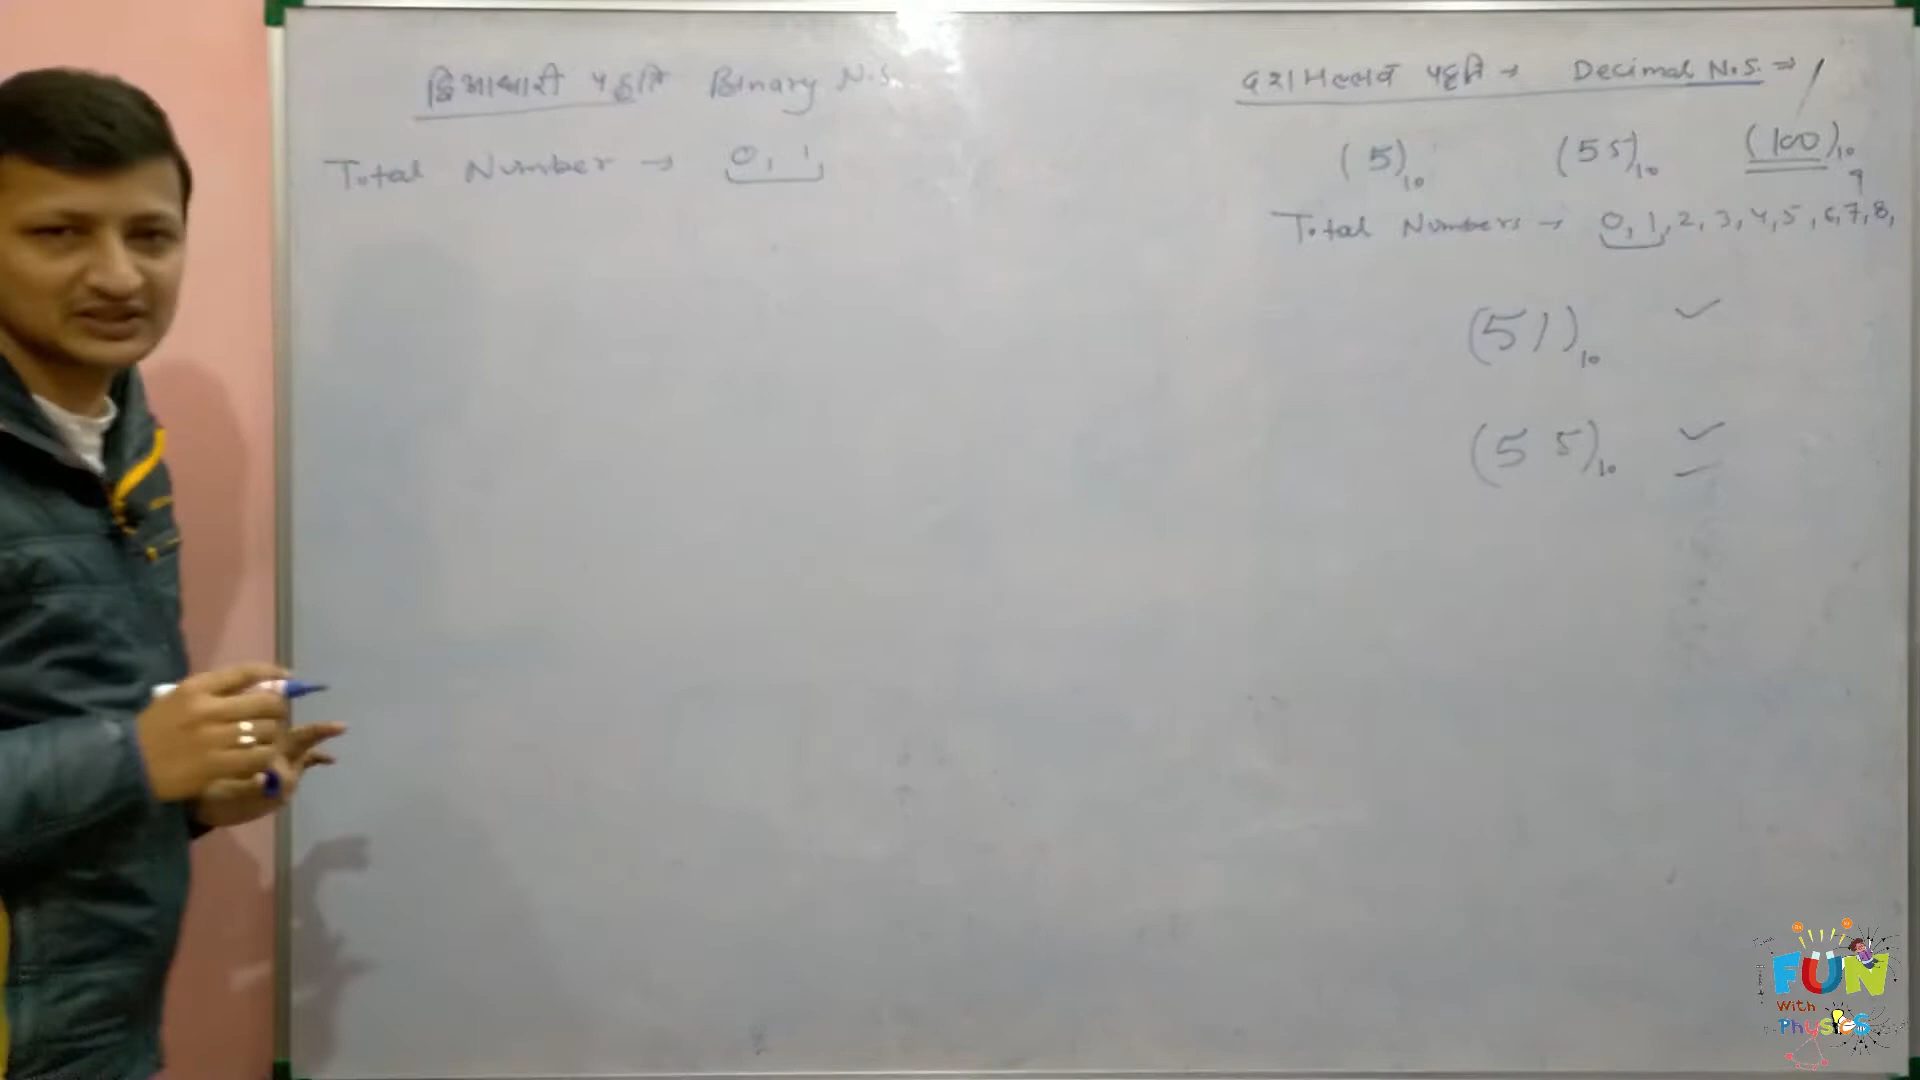 द्विआधारी पद्धति Binary N.S.
Total Number → 0, 1
दशमलव पद्धति → Decimal N.S. ⇒
(5)₁₀ (55)₁₀ (100)₁₀
Total Numbers → 0, 1, 2, 3, 4, 5, 6, 7, 8, 9
(51)₁₀ ✓
(55)₁₀ ✓
FUN
With
Physics